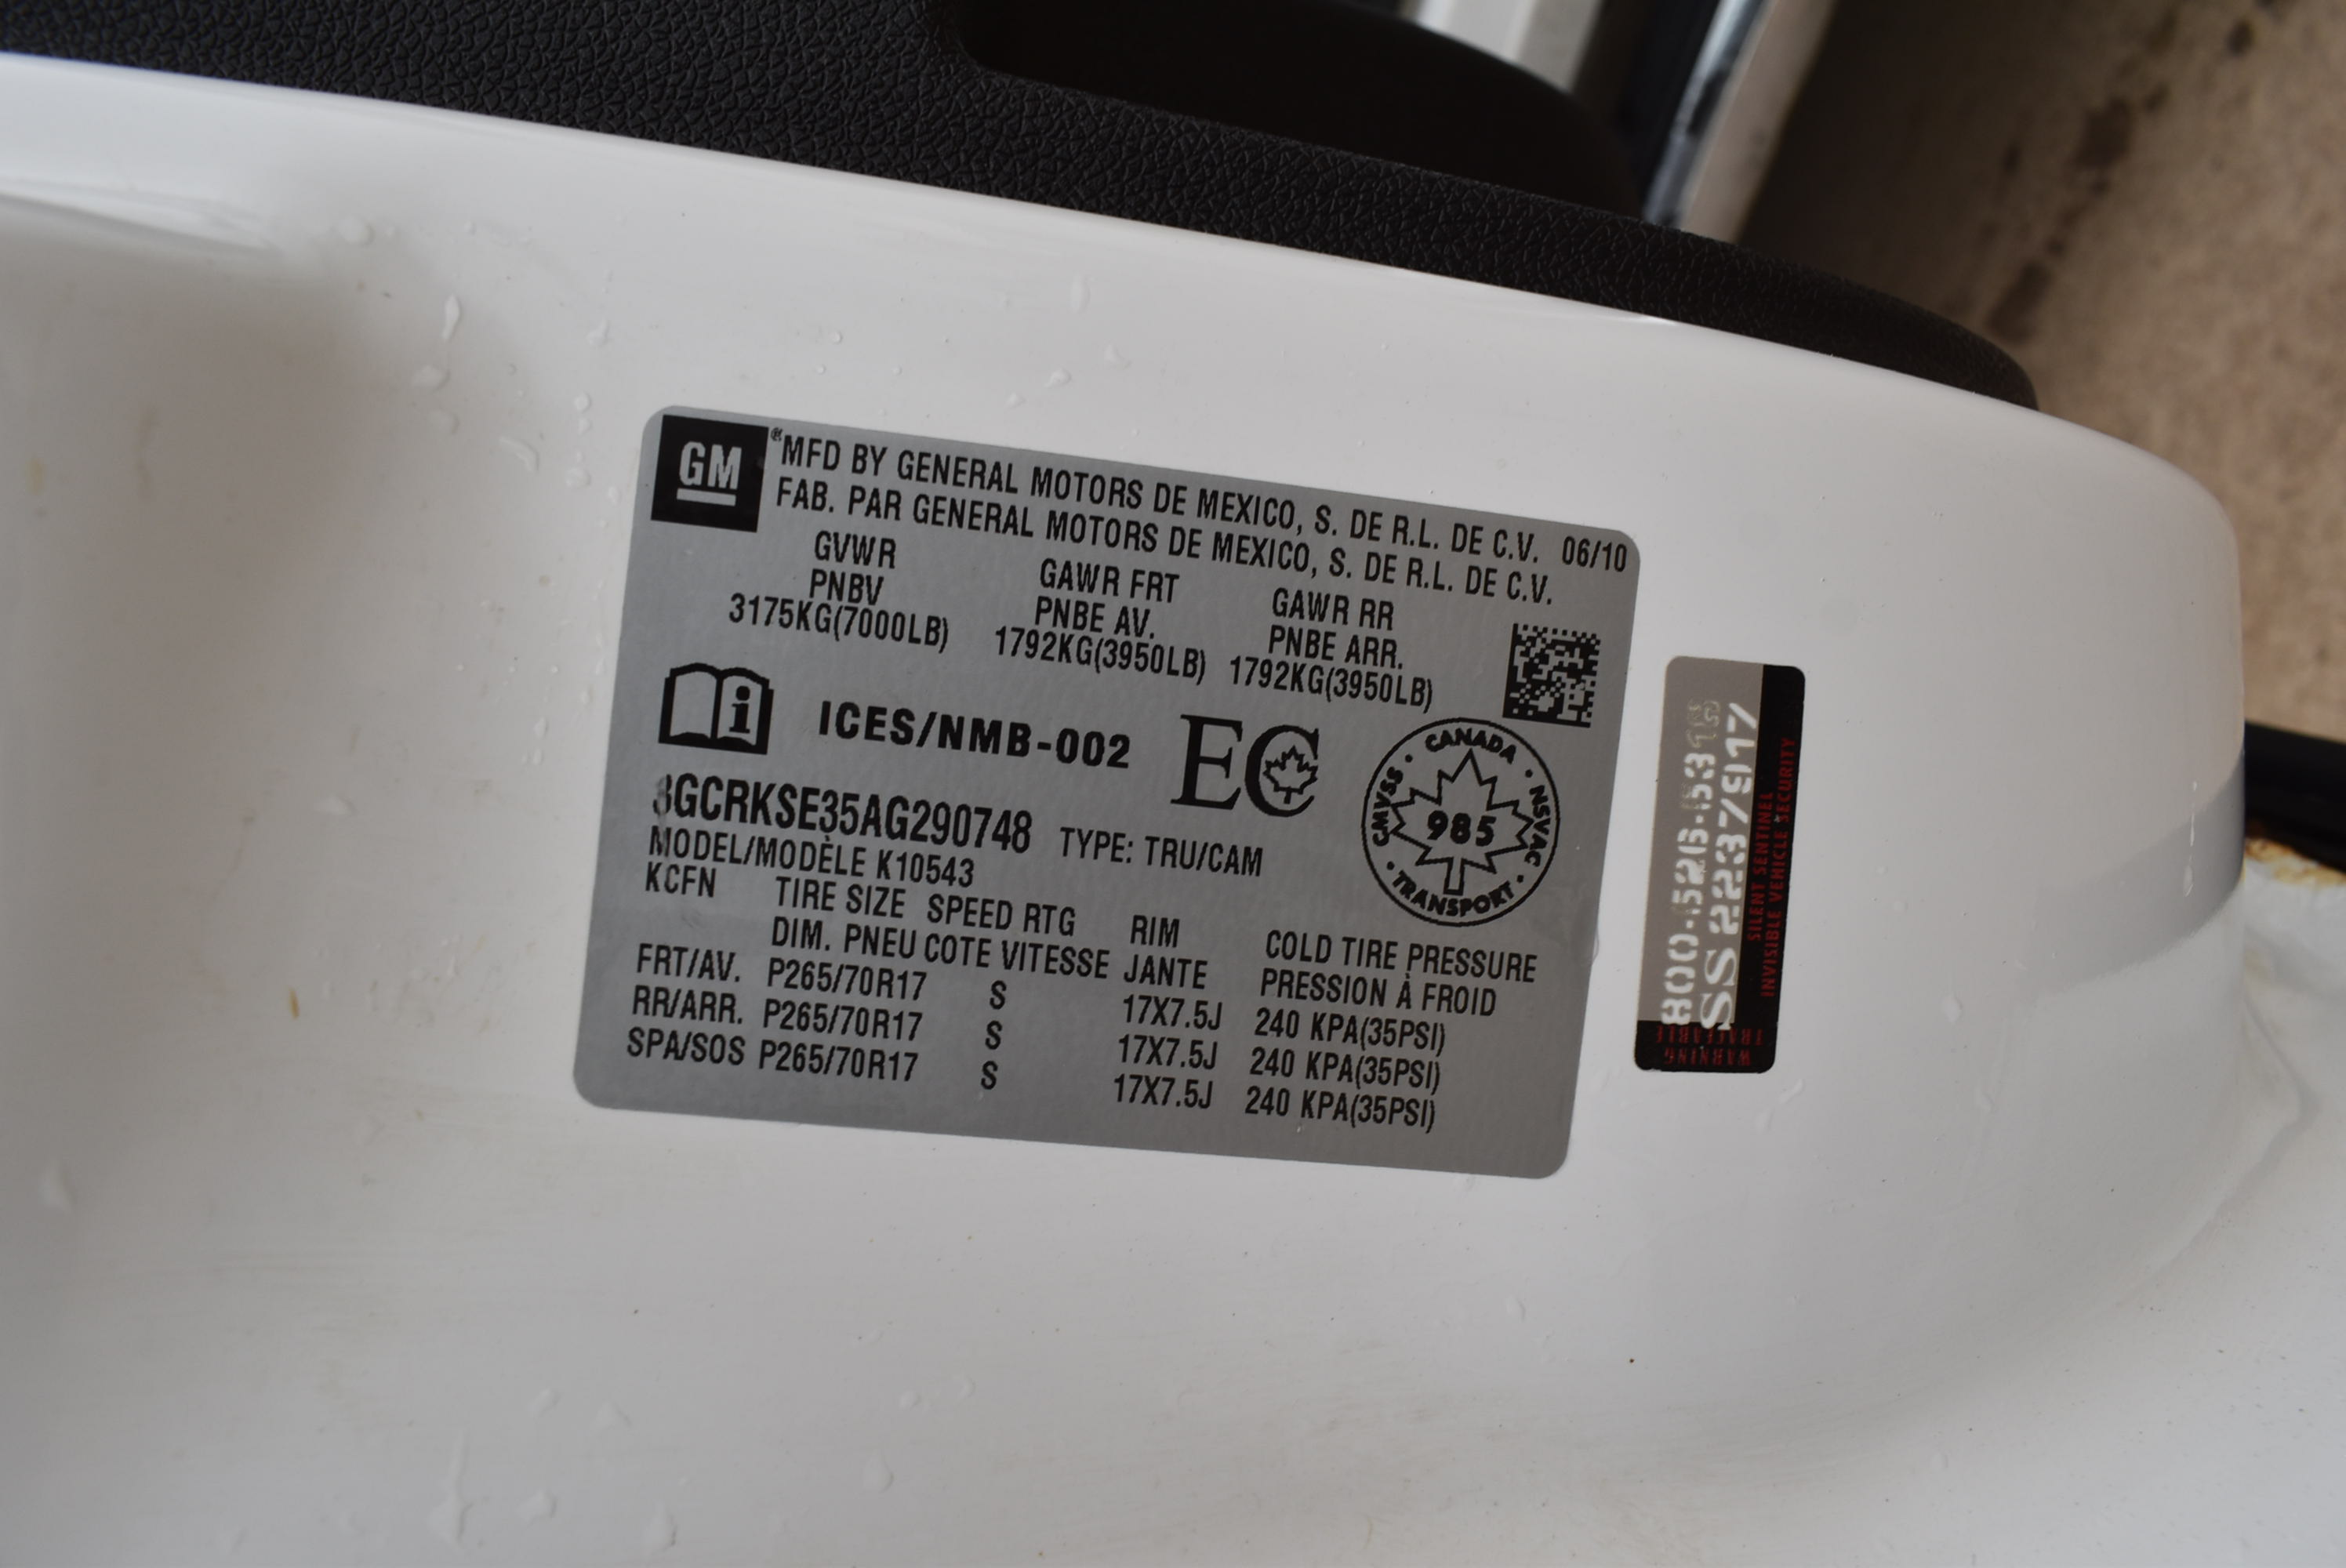 GM
®MFD BY GENERAL MOTORS DE MEXICO, S. DE R.L. DE C.V. 06/10
FAB. PAR GENERAL MOTORS DE MEXICO, S. DE R.L. DE C.V.
GVWR GAWR FRT GAWR RR
PNBV PNBE AV. PNBE ARR.
3175KG(7000LB) 1792KG(3950LB) 1792KG(3950LB)
i ICES/NMB-002 EC
CANADA
CMVSS · NSVAC
985
TRANSPORT
3GCRKSE35AG290748 TYPE: TRU/CAM
MODEL/MODÈLE K10543
KCFN TIRE SIZE SPEED RTG RIM COLD TIRE PRESSURE
DIM. PNEU COTE VITESSE JANTE PRESSION À FROID
FRT/AV. P265/70R17 S 17X7.5J 240 KPA(35PSI)
RR/ARR. P265/70R17 S 17X7.5J 240 KPA(35PSI)
SPA/SOS P265/70R17 S 17X7.5J 240 KPA(35PSI)
SS 2237917
SILENT SENTINEL
INVISIBLE VEHICLE SECURITY
WARNING
TRACEABLE